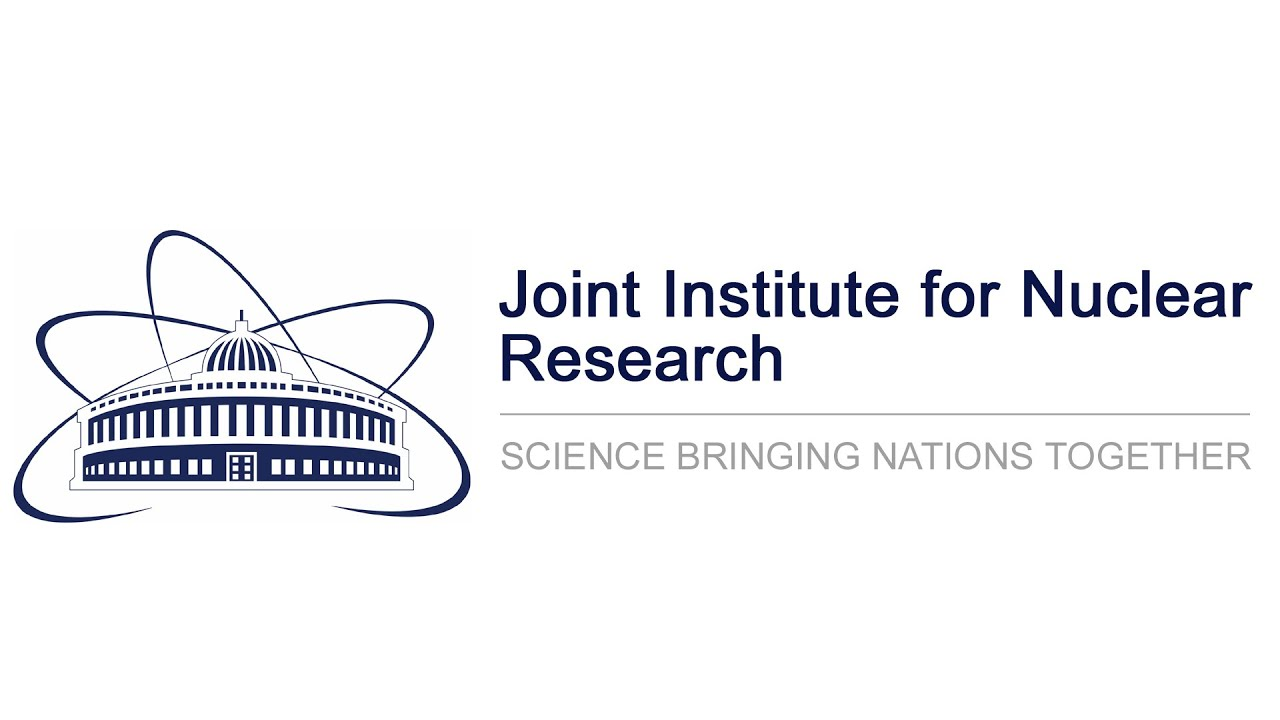 Joint Institute for Nuclear
Research
SCIENCE BRINGING NATIONS TOGETHER